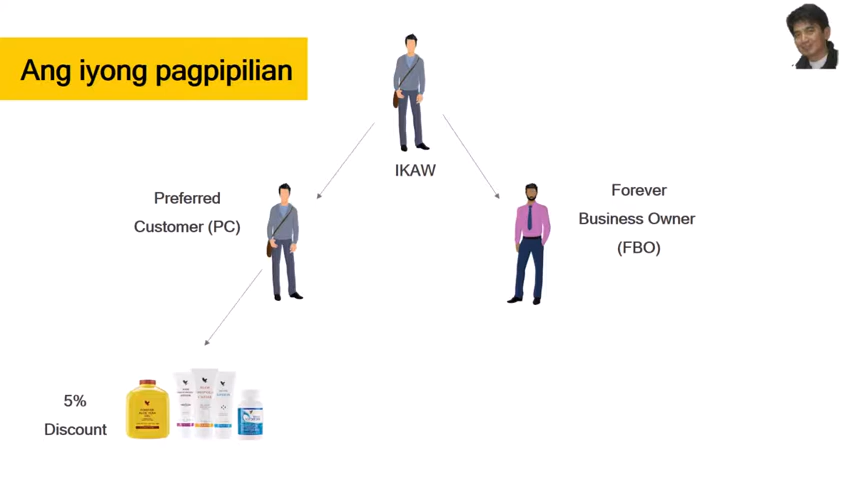 Ang iyong pagpipilian
IKAW
Preferred
Customer (PC)
Forever
Business Owner
(FBO)
5%
Discount